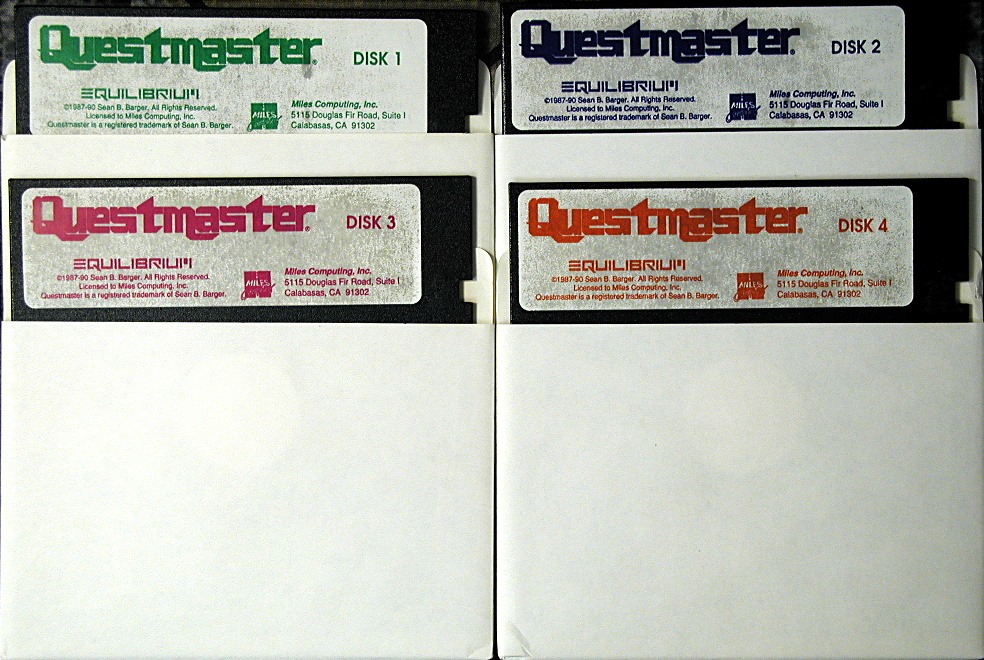 Questmaster® DISK 1
EQUILIBRIUM
©1987-90 Sean B. Barger. All Rights Reserved.
Licensed to Miles Computing, Inc.
Questmaster is a registered trademark of Sean B. Barger.
MILES
Miles Computing, Inc.
5115 Douglas Fir Road, Suite I
Calabasas, CA 91302
Questmaster® DISK 2
EQUILIBRIUM
©1987-90 Sean B. Barger. All Rights Reserved.
Licensed to Miles Computing, Inc.
Questmaster is a registered trademark of Sean B. Barger.
MILES
Miles Computing, Inc.
5115 Douglas Fir Road, Suite I
Calabasas, CA 91302
Questmaster® DISK 3
EQUILIBRIUM
©1987-90 Sean B. Barger. All Rights Reserved.
Licensed to Miles Computing, Inc.
Questmaster is a registered trademark of Sean B. Barger.
MILES
Miles Computing, Inc.
5115 Douglas Fir Road, Suite I
Calabasas, CA 91302
Questmaster® DISK 4
EQUILIBRIUM
©1987-90 Sean B. Barger. All Rights Reserved.
Licensed to Miles Computing, Inc.
Questmaster is a registered trademark of Sean B. Barger.
MILES
Miles Computing, Inc.
5115 Douglas Fir Road, Suite I
Calabasas, CA 91302